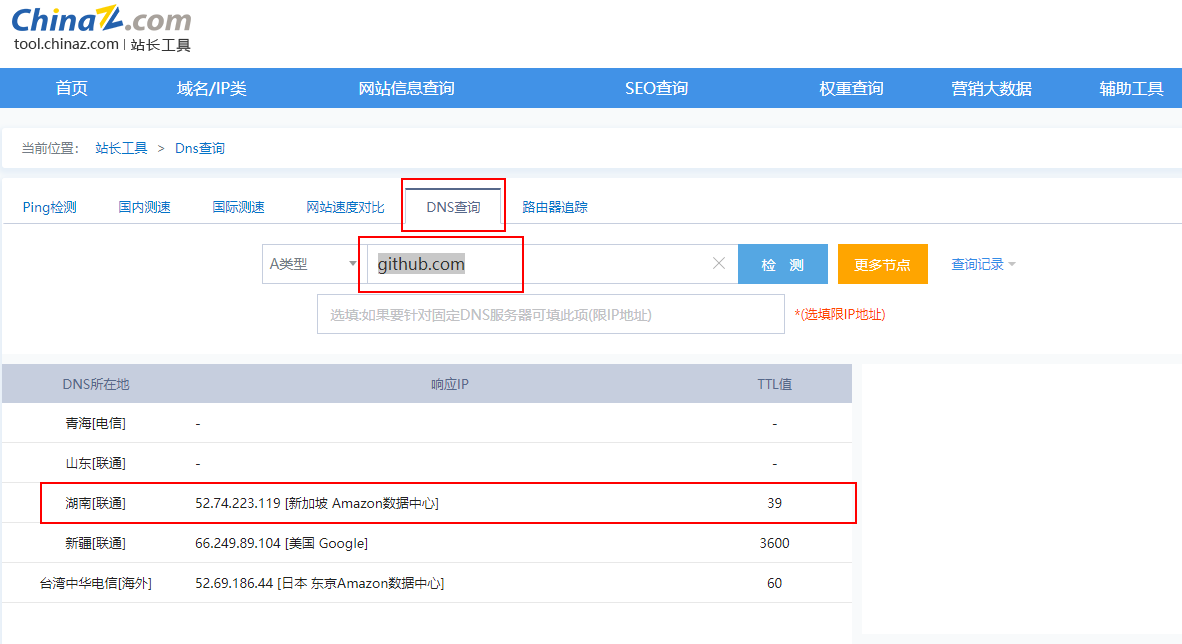 ChinaZ.com
tool.chinaz.com | 站长工具
首页 域名/IP类 网站信息查询 SEO查询 权重查询 营销大数据 辅助工具
当前位置： 站长工具 > Dns查询
Ping检测 国内测速 国际测速 网站速度对比 DNS查询 路由器追踪
A类型 github.com 检 测 更多节点 查询记录
选填:如果要针对固定DNS服务器可填此项(限IP地址) *(选填限IP地址)
DNS所在地 响应IP TTL值
青海[电信] - -
山东[联通] - -
湖南[联通] 52.74.223.119 [新加坡 Amazon数据中心] 39
新疆[联通] 66.249.89.104 [美国 Google] 3600
台湾中华电信[海外] 52.69.186.44 [日本 东京Amazon数据中心] 60